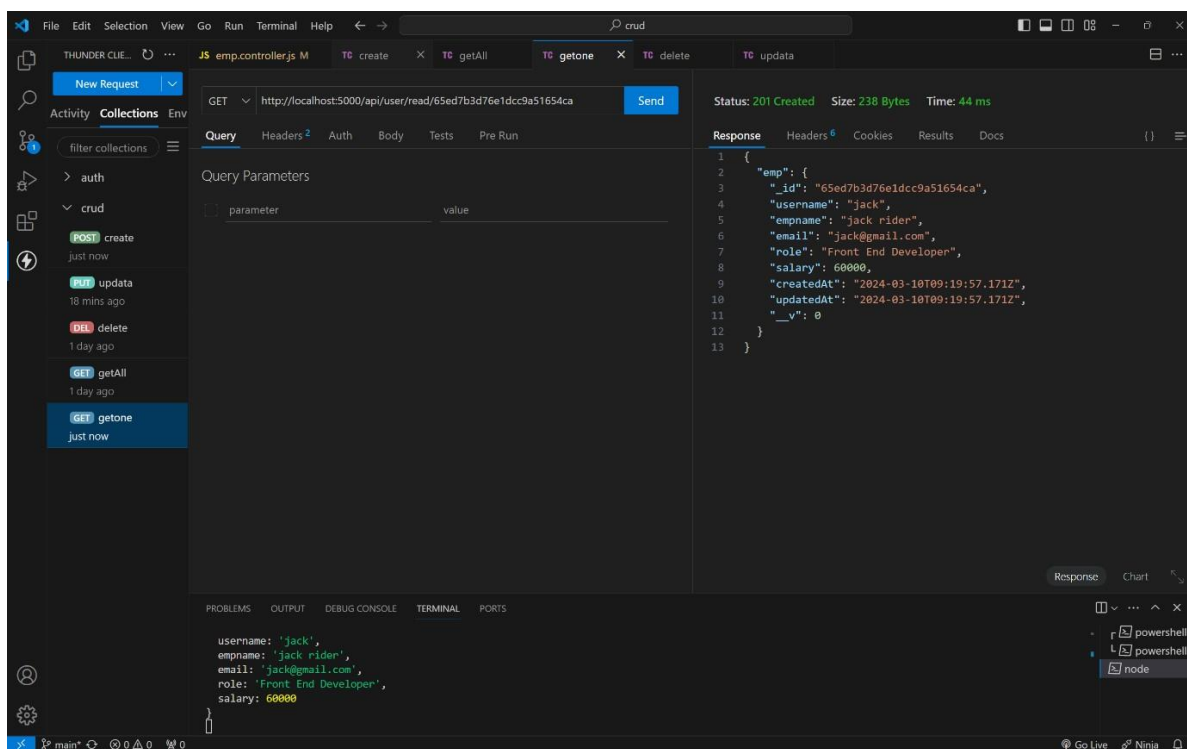 File Edit Selection View Go Run Terminal Help ← → crud
THUNDER CLIE... ...
New Request
Activity Collections Env
filter collections
> auth
crud
POST create
just now
PUT updata
18 mins ago
DEL delete
1 day ago
GET getAll
1 day ago
GET getone
just now
JS emp.controller.js M TC create × TC getAll TC getone × TC delete TC updata
GET http://localhost:5000/api/user/read/65ed7b3d76e1dcc9a51654ca Send
Query Headers 2 Auth Body Tests Pre Run
Query Parameters
parameter value
Status: 201 Created Size: 238 Bytes Time: 44 ms
Response Headers 6 Cookies Results Docs {}
1 {
2 "emp": {
3 "_id": "65ed7b3d76e1dcc9a51654ca",
4 "username": "jack",
5 "empname": "jack rider",
6 "email": "jack@gmail.com",
7 "role": "Front End Developer",
8 "salary": 60000,
9 "createdAt": "2024-03-10T09:19:57.171Z",
10 "updatedAt": "2024-03-10T09:19:57.171Z",
11 "__v": 0
12 }
13 }
Response Chart
PROBLEMS OUTPUT DEBUG CONSOLE TERMINAL PORTS
username: 'jack',
empname: 'jack rider',
email: 'jack@gmail.com',
role: 'Front End Developer',
salary: 60000
}
powershell
powershell
node
main* 0 0 0 Go Live Ninja